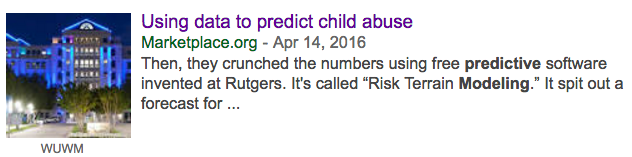 Using data to predict child abuse
Marketplace.org - Apr 14, 2016
Then, they crunched the numbers using free predictive software
invented at Rutgers. It's called “Risk Terrain Modeling.” It spit out a
forecast for ...
WUWM